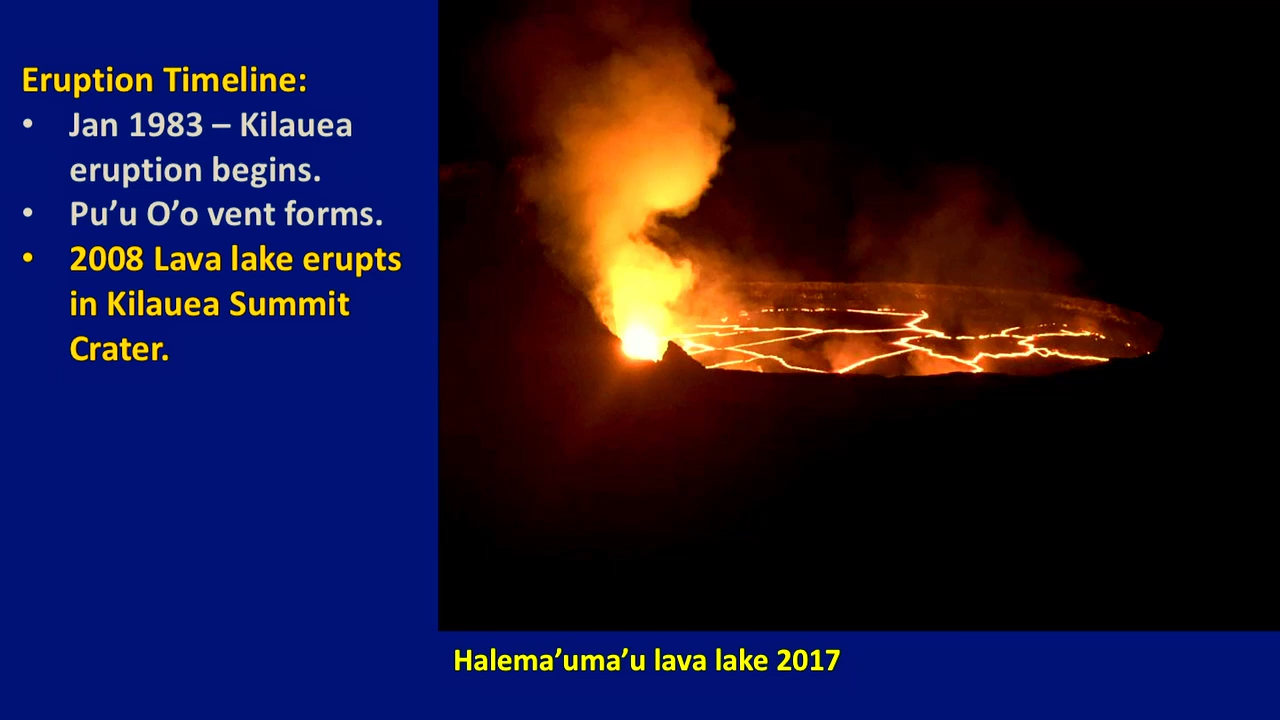 Eruption Timeline:
• Jan 1983 – Kilauea
eruption begins.
• Pu’u O’o vent forms.
• 2008 Lava lake erupts
in Kilauea Summit
Crater.
Halema’uma’u lava lake 2017